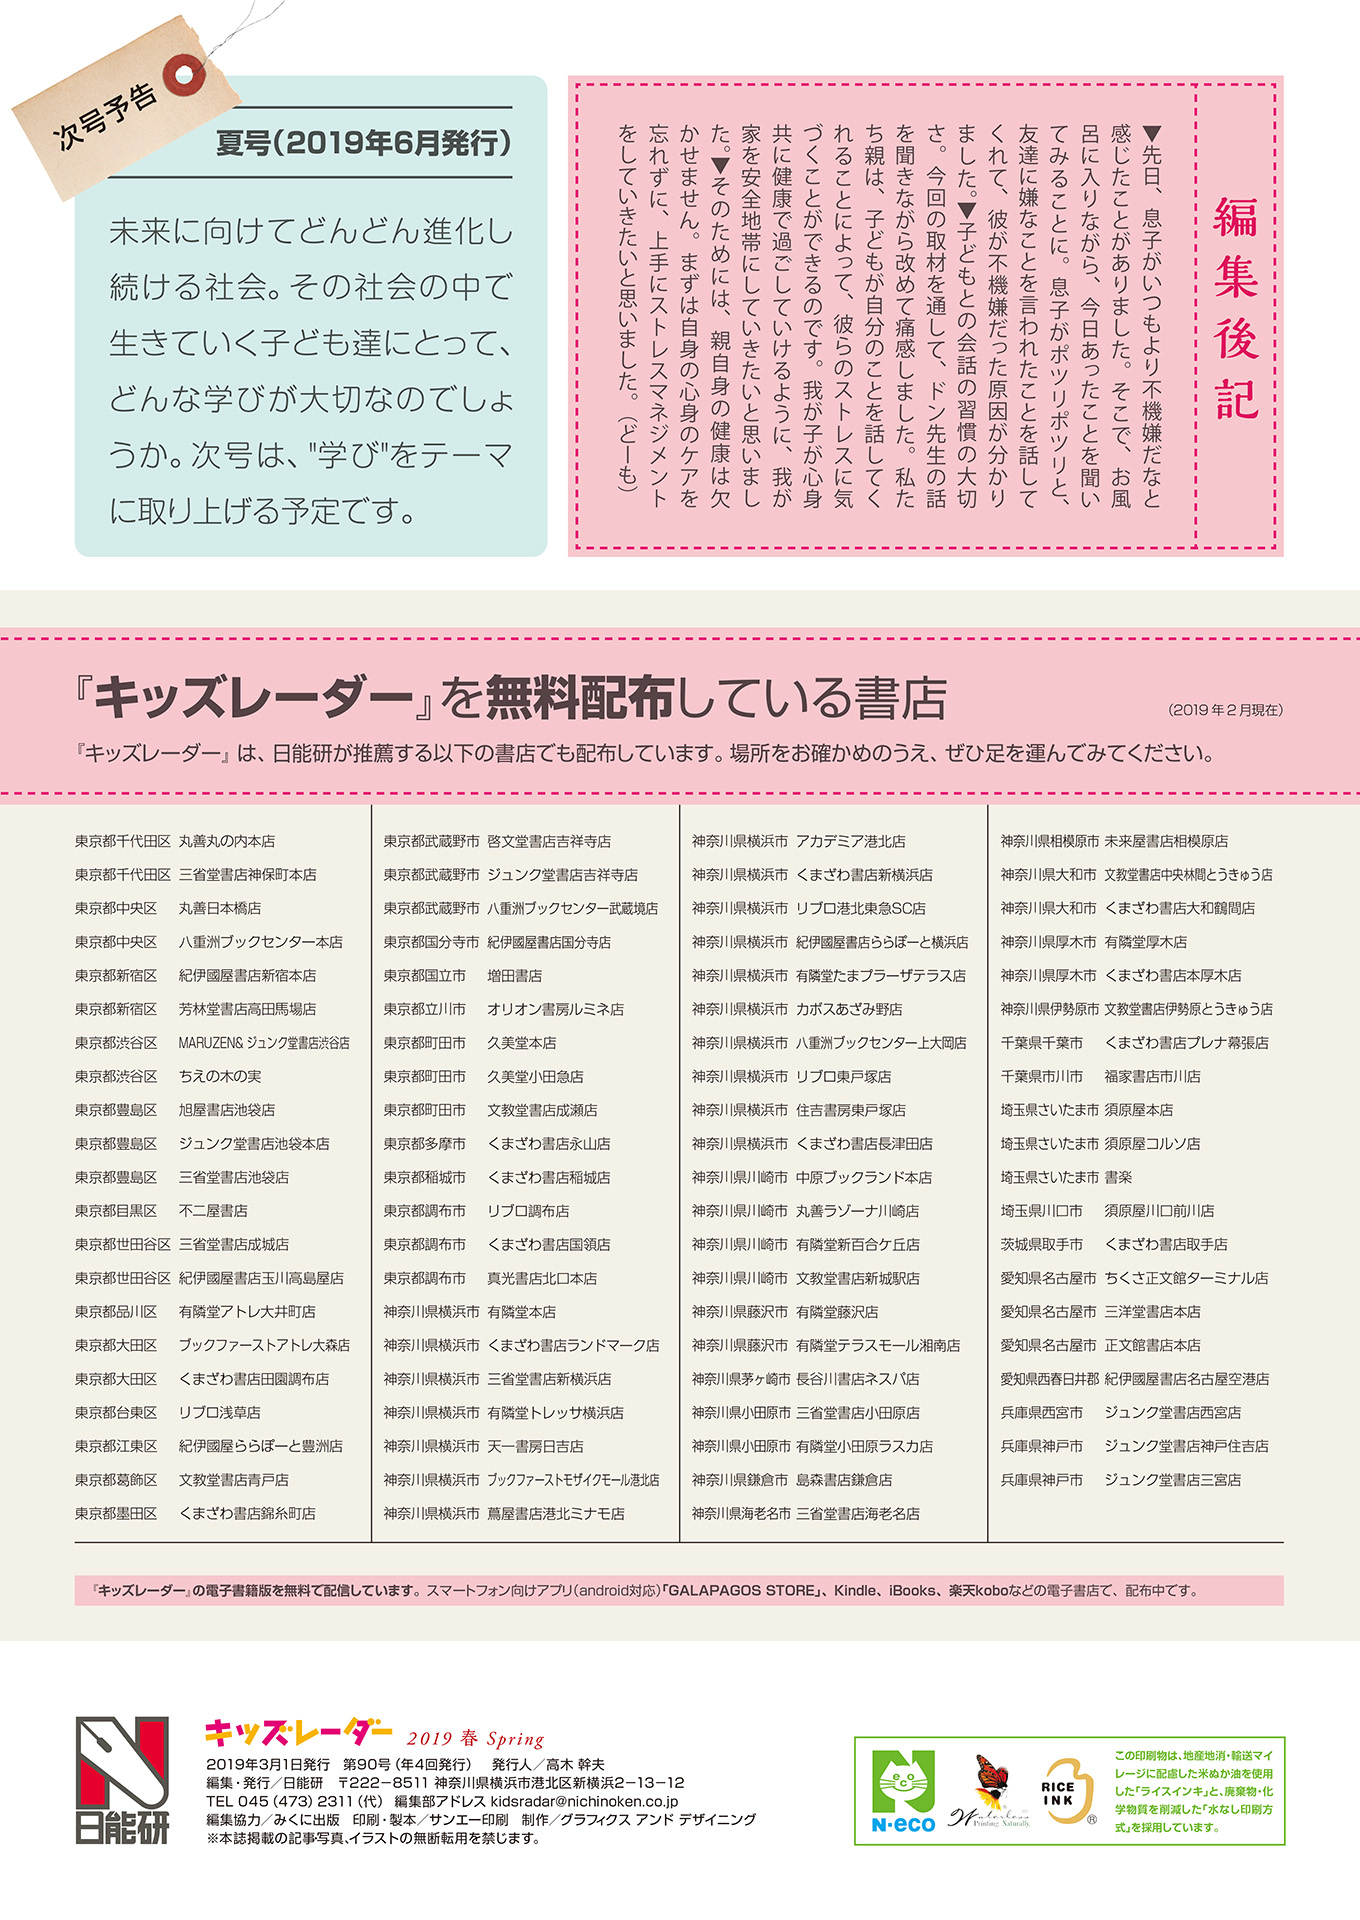 次号予告
夏号（2019年6月発行）
未来に向けてどんどん進化し
続ける社会。その社会の中で
生きていく子ども達にとって、
どんな学びが大切なのでしょ
うか。次号は、"学び"をテーマ
に取り上げる予定です。
編集後記
▼先日、息子がいつもより不機嫌だなと
感じたことがありました。そこで、お風
呂に入りながら、今日あったことを聞い
てみることに。息子がポツリポツリと、
友達に嫌なことを言われたことを話して
くれて、彼が不機嫌だった原因が分かり
ました。▼子どもとの会話の習慣の大切
さ。今回の取材を通して、ドン先生の話
を聞きながら改めて痛感しました。私た
ち親は、子どもが自分のことを話してく
れることによって、彼らのストレスに気
づくことができるのです。我が子が心身
共に健康で過ごしていけるように、我が
家を安全地帯にしていきたいと思いまし
た。▼そのためには、親自身の健康は欠
かせません。まずは自身の心身のケアを
忘れずに、上手にストレスマネジメント
をしていきたいと思いました。（どーも）
『キッズレーダー』を無料配布している書店
（2019年2月現在）
『キッズレーダー』は、日能研が推薦する以下の書店でも配布しています。場所をお確かめのうえ、ぜひ足を運んでみてください。
東京都千代田区 丸善丸の内本店
東京都千代田区 三省堂書店神保町本店
東京都中央区 丸善日本橋店
東京都中央区 八重洲ブックセンター本店
東京都新宿区 紀伊國屋書店新宿本店
東京都新宿区 芳林堂書店高田馬場店
東京都渋谷区 MARUZEN& ジュンク堂書店渋谷店
東京都渋谷区 ちえの木の実
東京都豊島区 旭屋書店池袋店
東京都豊島区 ジュンク堂書店池袋本店
東京都豊島区 三省堂書店池袋店
東京都目黒区 不二屋書店
東京都世田谷区 三省堂書店成城店
東京都世田谷区 紀伊國屋書店玉川高島屋店
東京都品川区 有隣堂アトレ大井町店
東京都大田区 ブックファーストアトレ大森店
東京都大田区 くまざわ書店田園調布店
東京都台東区 リブロ浅草店
東京都江東区 紀伊國屋ららぽーと豊洲店
東京都葛飾区 文教堂書店青戸店
東京都墨田区 くまざわ書店錦糸町店
東京都武蔵野市 啓文堂書店吉祥寺店
東京都武蔵野市 ジュンク堂書店吉祥寺店
東京都武蔵野市 八重洲ブックセンター武蔵境店
東京都国分寺市 紀伊國屋書店国分寺店
東京都国立市 増田書店
東京都立川市 オリオン書房ルミネ店
東京都町田市 久美堂本店
東京都町田市 久美堂小田急店
東京都町田市 文教堂書店成瀬店
東京都多摩市 くまざわ書店永山店
東京都稲城市 くまざわ書店稲城店
東京都調布市 リブロ調布店
東京都調布市 くまざわ書店国領店
東京都調布市 真光書店北口本店
神奈川県横浜市 有隣堂本店
神奈川県横浜市 くまざわ書店ランドマーク店
神奈川県横浜市 三省堂書店新横浜店
神奈川県横浜市 有隣堂トレッサ横浜店
神奈川県横浜市 天一書房日吉店
神奈川県横浜市 ブックファーストモザイクモール港北店
神奈川県横浜市 蔦屋書店港北ミナモ店
神奈川県横浜市 アカデミア港北店
神奈川県横浜市 くまざわ書店新横浜店
神奈川県横浜市 リブロ港北東急SC店
神奈川県横浜市 紀伊國屋書店ららぽーと横浜店
神奈川県横浜市 有隣堂たまプラーザテラス店
神奈川県横浜市 カボスあざみ野店
神奈川県横浜市 八重洲ブックセンター上大岡店
神奈川県横浜市 リブロ東戸塚店
神奈川県横浜市 住吉書房東戸塚店
神奈川県横浜市 くまざわ書店長津田店
神奈川県川崎市 中原ブックランド本店
神奈川県川崎市 丸善ラゾーナ川崎店
神奈川県川崎市 有隣堂新百合ケ丘店
神奈川県川崎市 文教堂書店新城駅店
神奈川県藤沢市 有隣堂藤沢店
神奈川県藤沢市 有隣堂テラスモール湘南店
神奈川県茅ヶ崎市 長谷川書店ネスパ店
神奈川県小田原市 三省堂書店小田原店
神奈川県小田原市 有隣堂小田原ラスカ店
神奈川県鎌倉市 島森書店鎌倉店
神奈川県海老名市 三省堂書店海老名店
神奈川県相模原市 未来屋書店相模原店
神奈川県大和市 文教堂書店中央林間とうきゅう店
神奈川県大和市 くまざわ書店大和鶴間店
神奈川県厚木市 有隣堂厚木店
神奈川県厚木市 くまざわ書店本厚木店
神奈川県伊勢原市 文教堂書店伊勢原とうきゅう店
千葉県千葉市 くまざわ書店プレナ幕張店
千葉県市川市 福家書店市川店
埼玉県さいたま市 須原屋本店
埼玉県さいたま市 須原屋コルソ店
埼玉県さいたま市 書楽
埼玉県川口市 須原屋川口前川店
茨城県取手市 くまざわ書店取手店
愛知県名古屋市 ちくさ正文館ターミナル店
愛知県名古屋市 三洋堂書店本店
愛知県名古屋市 正文館書店本店
愛知県西春日井郡 紀伊國屋書店名古屋空港店
兵庫県西宮市 ジュンク堂書店西宮店
兵庫県神戸市 ジュンク堂書店神戸住吉店
兵庫県神戸市 ジュンク堂書店三宮店
『キッズレーダー』の電子書籍版を無料で配信しています。スマートフォン向けアプリ（android対応）「GALAPAGOS STORE」、Kindle、iBooks、楽天koboなどの電子書店で、配布中です。
日能研
キッズレーダー 2019 春 Spring
2019年3月1日発行　第90号（年4回発行）　発行人／高木 幹夫
編集・発行／日能研　〒222−8511 神奈川県横浜市港北区新横浜2−13−12
TEL 045（473）2311（代） 編集部アドレス kidsradar@nichinoken.co.jp
編集協力／みくに出版　印刷・製本／サンエー印刷　制作／グラフィクス アンド デザイニング
※本誌掲載の記事写真、イラストの無断転用を禁じます。
N・eco
Waterless
Printing. Naturally.
RICE
INK
®
この印刷物は、地産地消・輸送マイ
レージに配慮した米ぬか油を使用
した「ライスインキ」と、廃棄物・化
学物質を削減した「水なし印刷方
式」を採用しています。